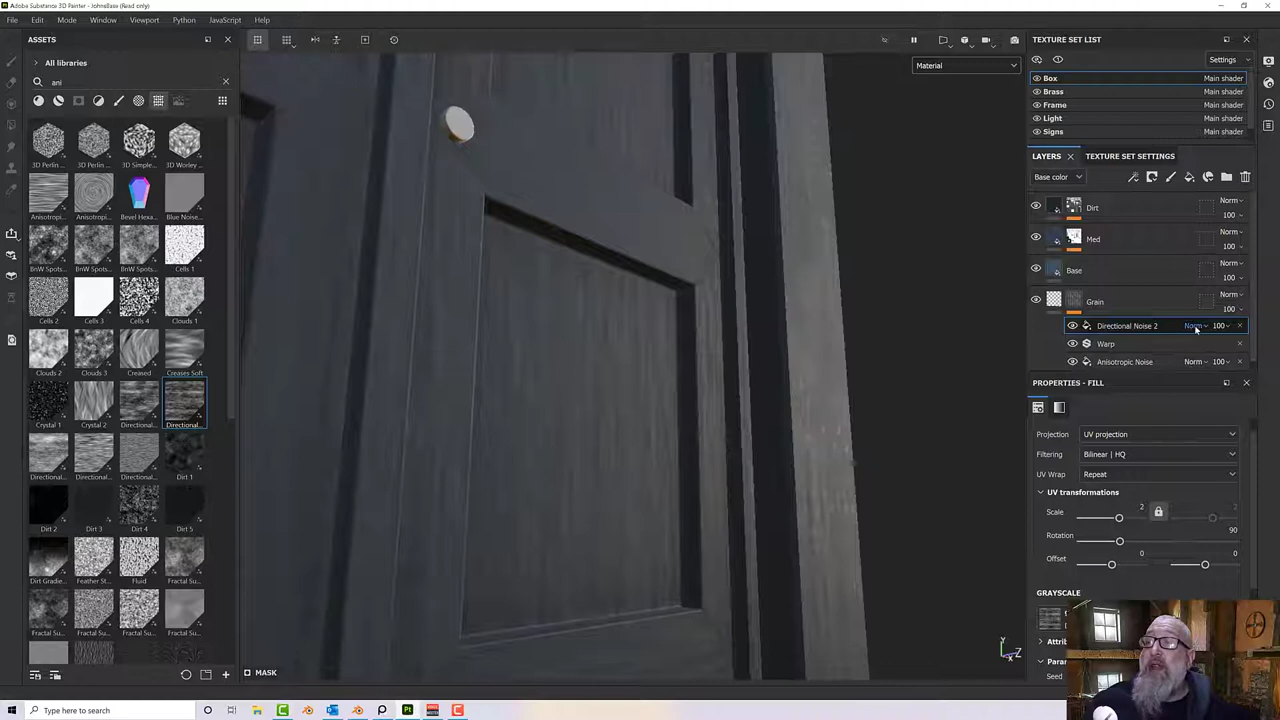 Adobe Substance 3D Painter - JohnsBase (Read only)
File Edit Mode Window Viewport Python JavaScript Help
ASSETS
All libraries
ani
3D Perlin ... 3D Perlin ... 3D Simple... 3D Worley ...
Anisotropi... Anisotropi... Bevel Hexa... Blue Noise...
BnW Spots... BnW Spots... BnW Spots... Cells 1
Cells 2 Cells 3 Cells 4 Clouds 1
Clouds 2 Clouds 3 Creased Creases Soft
Crystal 1 Crystal 2 Directional... Directional...
Directional... Directional... Directional... Dirt 1
Dirt 2 Dirt 3 Dirt 4 Dirt 5
Dirt Gradie... Feather St... Fluid Fractal Su...
Fractal Su... Fractal Su... Fractal Su... Fractal Su...
Material
Y
Z
X
MASK
TEXTURE SET LIST
Settings
Box Main shader
Brass Main shader
Frame Main shader
Light Main shader
Signs Main shader
LAYERS TEXTURE SET SETTINGS
Base color
Dirt Norm 100
Med Norm 100
Base Norm 100
Grain Norm 100
Directional Noise 2 Norm 100
Warp
Anisotropic Noise Norm 100
PROPERTIES - FILL
Projection UV projection
Filtering Bilinear | HQ
UV Wrap Repeat
UV transformations
Scale 2 2
Rotation 90
Offset 0 0
GRAYSCALE
Attri
Para
Seed
Type here to search
Pt